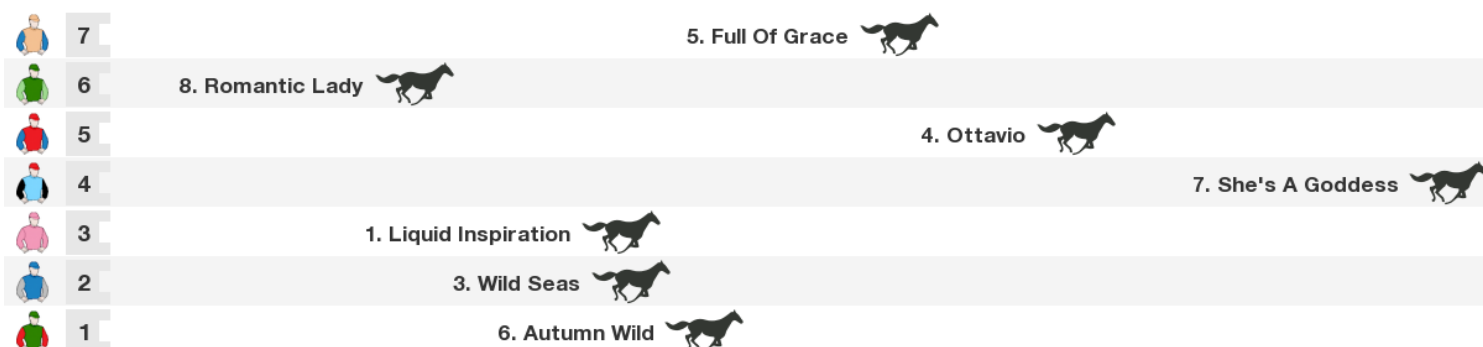 7 5. Full Of Grace
6 8. Romantic Lady
5 4. Ottavio
4 7. She's A Goddess
3 1. Liquid Inspiration
2 3. Wild Seas
1 6. Autumn Wild